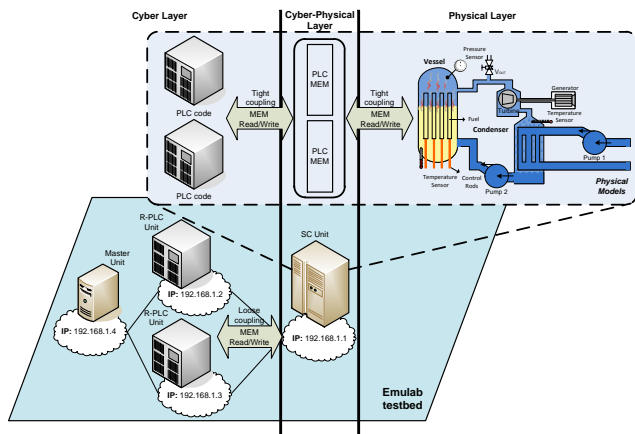 Cyber Layer
Cyber-Physical
Layer
Physical Layer
PLC code
PLC code
Tight
coupling
MEM
Read/Write
PLC
MEM
PLC
MEM
Tight
coupling
MEM
Read/Write
Pressure
Sensor
Vessel
Vout
Generator
Turbine
Temperature
Sensor
Fuel
Condenser
Pump 1
Temperature
Sensor
Control
Rods
Pump 2
Physical
Models
R-PLC
Unit
Master
Unit
IP: 192.168.1.2
SC Unit
R-PLC
Unit
Loose
coupling
MEM
Read/Write
IP: 192.168.1.4
IP: 192.168.1.1
IP: 192.168.1.3
Emulab
testbed